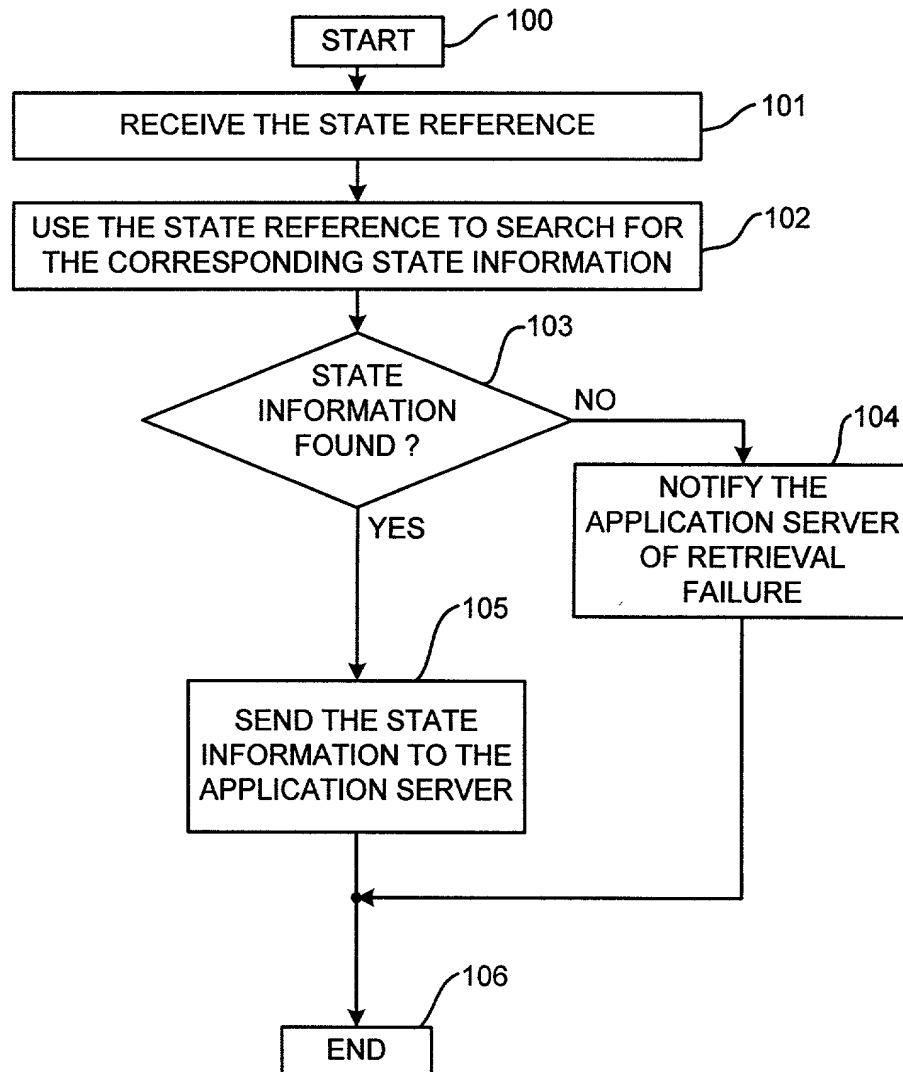 START
100
RECEIVE THE STATE REFERENCE
101
USE THE STATE REFERENCE TO SEARCH FOR
THE CORRESPONDING STATE INFORMATION
102
103
STATE
INFORMATION
FOUND ?
NO
YES
104
NOTIFY THE
APPLICATION SERVER
OF RETRIEVAL
FAILURE
105
SEND THE STATE
INFORMATION TO THE
APPLICATION SERVER
106
END